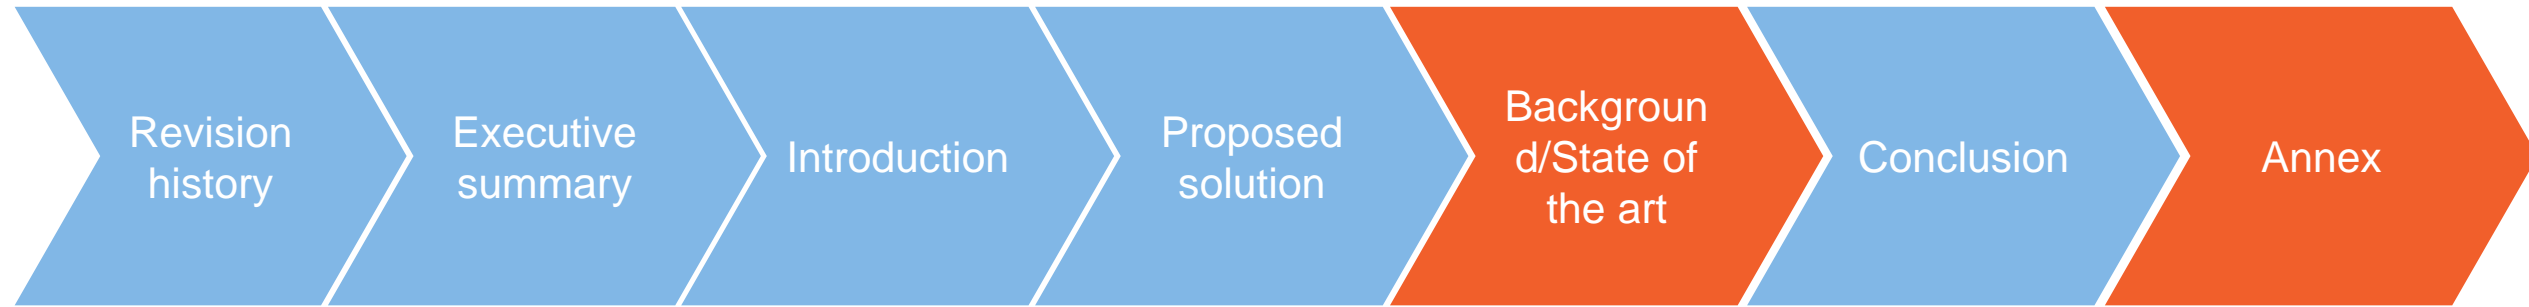 Revision
history
Executive
summary
Introduction
Proposed
solution
Backgroun
d/State of
the art
Conclusion
Annex